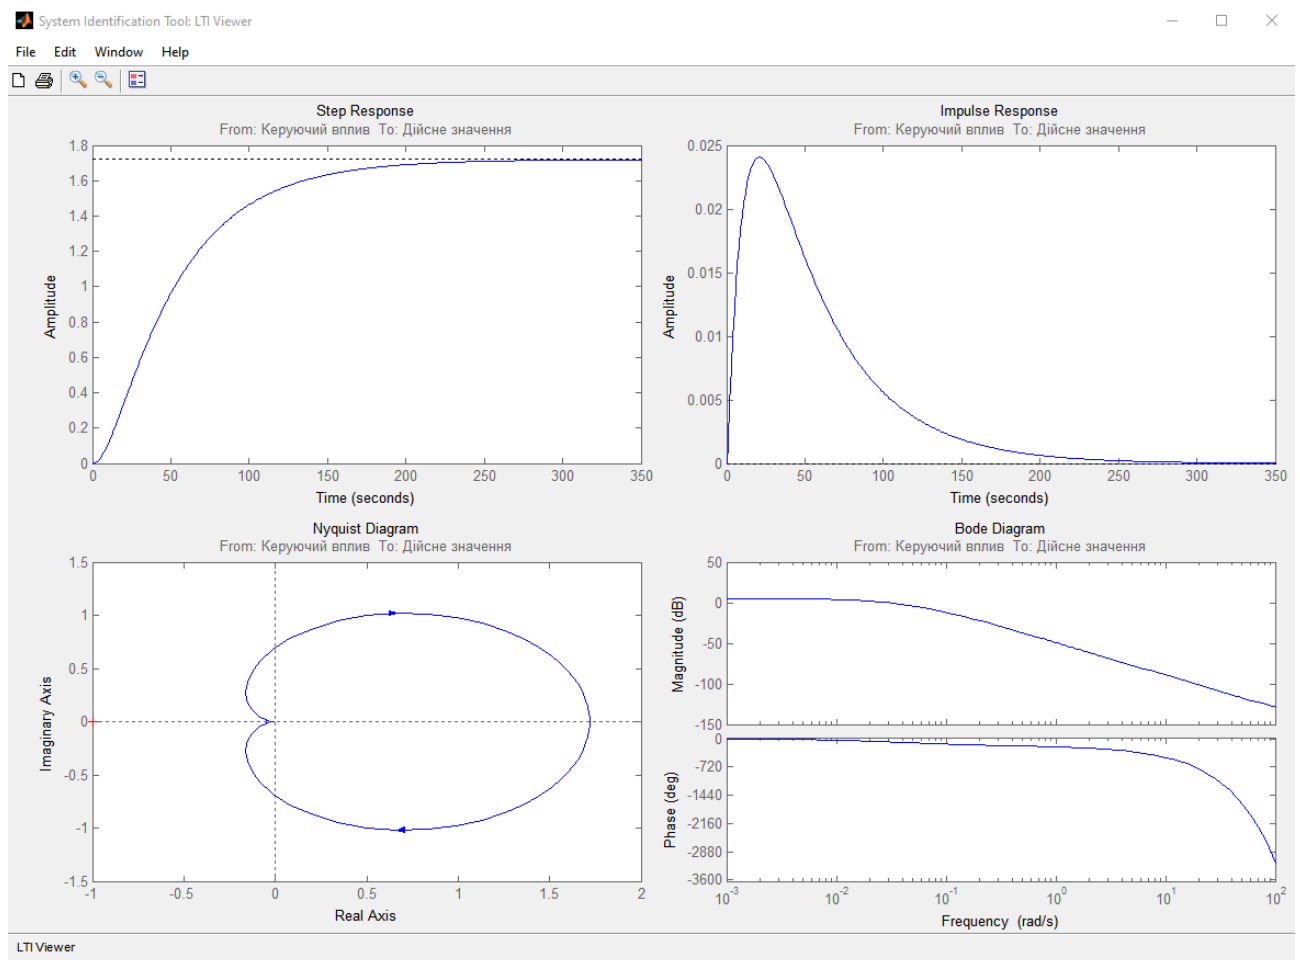 System Identification Tool: LTI Viewer
File Edit Window Help
Step Response
From: Керуючий вплив To: Дійсне значення
1.8
1.6
1.4
1.2
1
0.8
0.6
0.4
0.2
0
Amplitude
0 50 100 150 200 250 300 350
Time (seconds)
Impulse Response
From: Керуючий вплив To: Дійсне значення
0.025
0.02
0.015
0.01
0.005
0
Amplitude
0 50 100 150 200 250 300 350
Time (seconds)
Nyquist Diagram
From: Керуючий вплив To: Дійсне значення
1.5
1
0.5
0
-0.5
-1
-1.5
Imaginary Axis
-1 -0.5 0 0.5 1 1.5 2
Real Axis
Bode Diagram
From: Керуючий вплив To: Дійсне значення
50
0
-50
-100
-150
Magnitude (dB)
0
-720
-1440
-2160
-2880
-3600
Phase (deg)
10^-3 10^-2 10^-1 10^0 10^1 10^2
Frequency (rad/s)
LTI Viewer